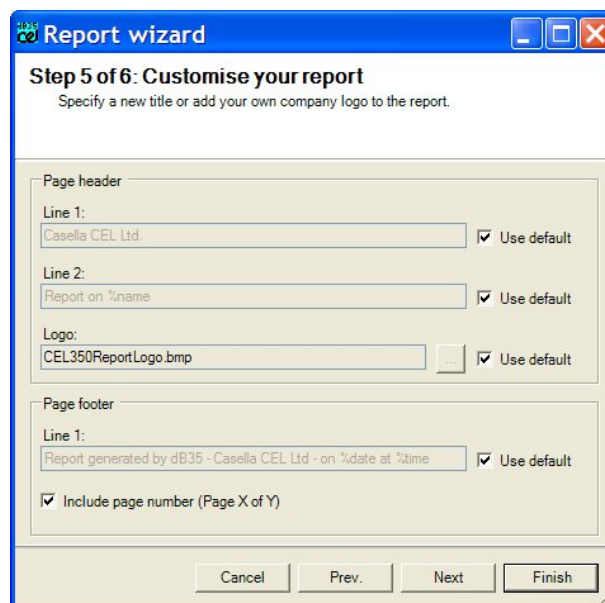 dB35
cel Report wizard
Step 5 of 6: Customise your report
Specify a new title or add your own company logo to the report.
Page header
Line 1:
Casella CEL Ltd. Use default
Line 2:
Report on %name Use default
Logo:
CEL350ReportLogo.bmp ... Use default
Page footer
Line 1:
Report generated by dB35 - Casella CEL Ltd - on %date at %time Use default
Include page number (Page X of Y)
Cancel Prev. Next Finish